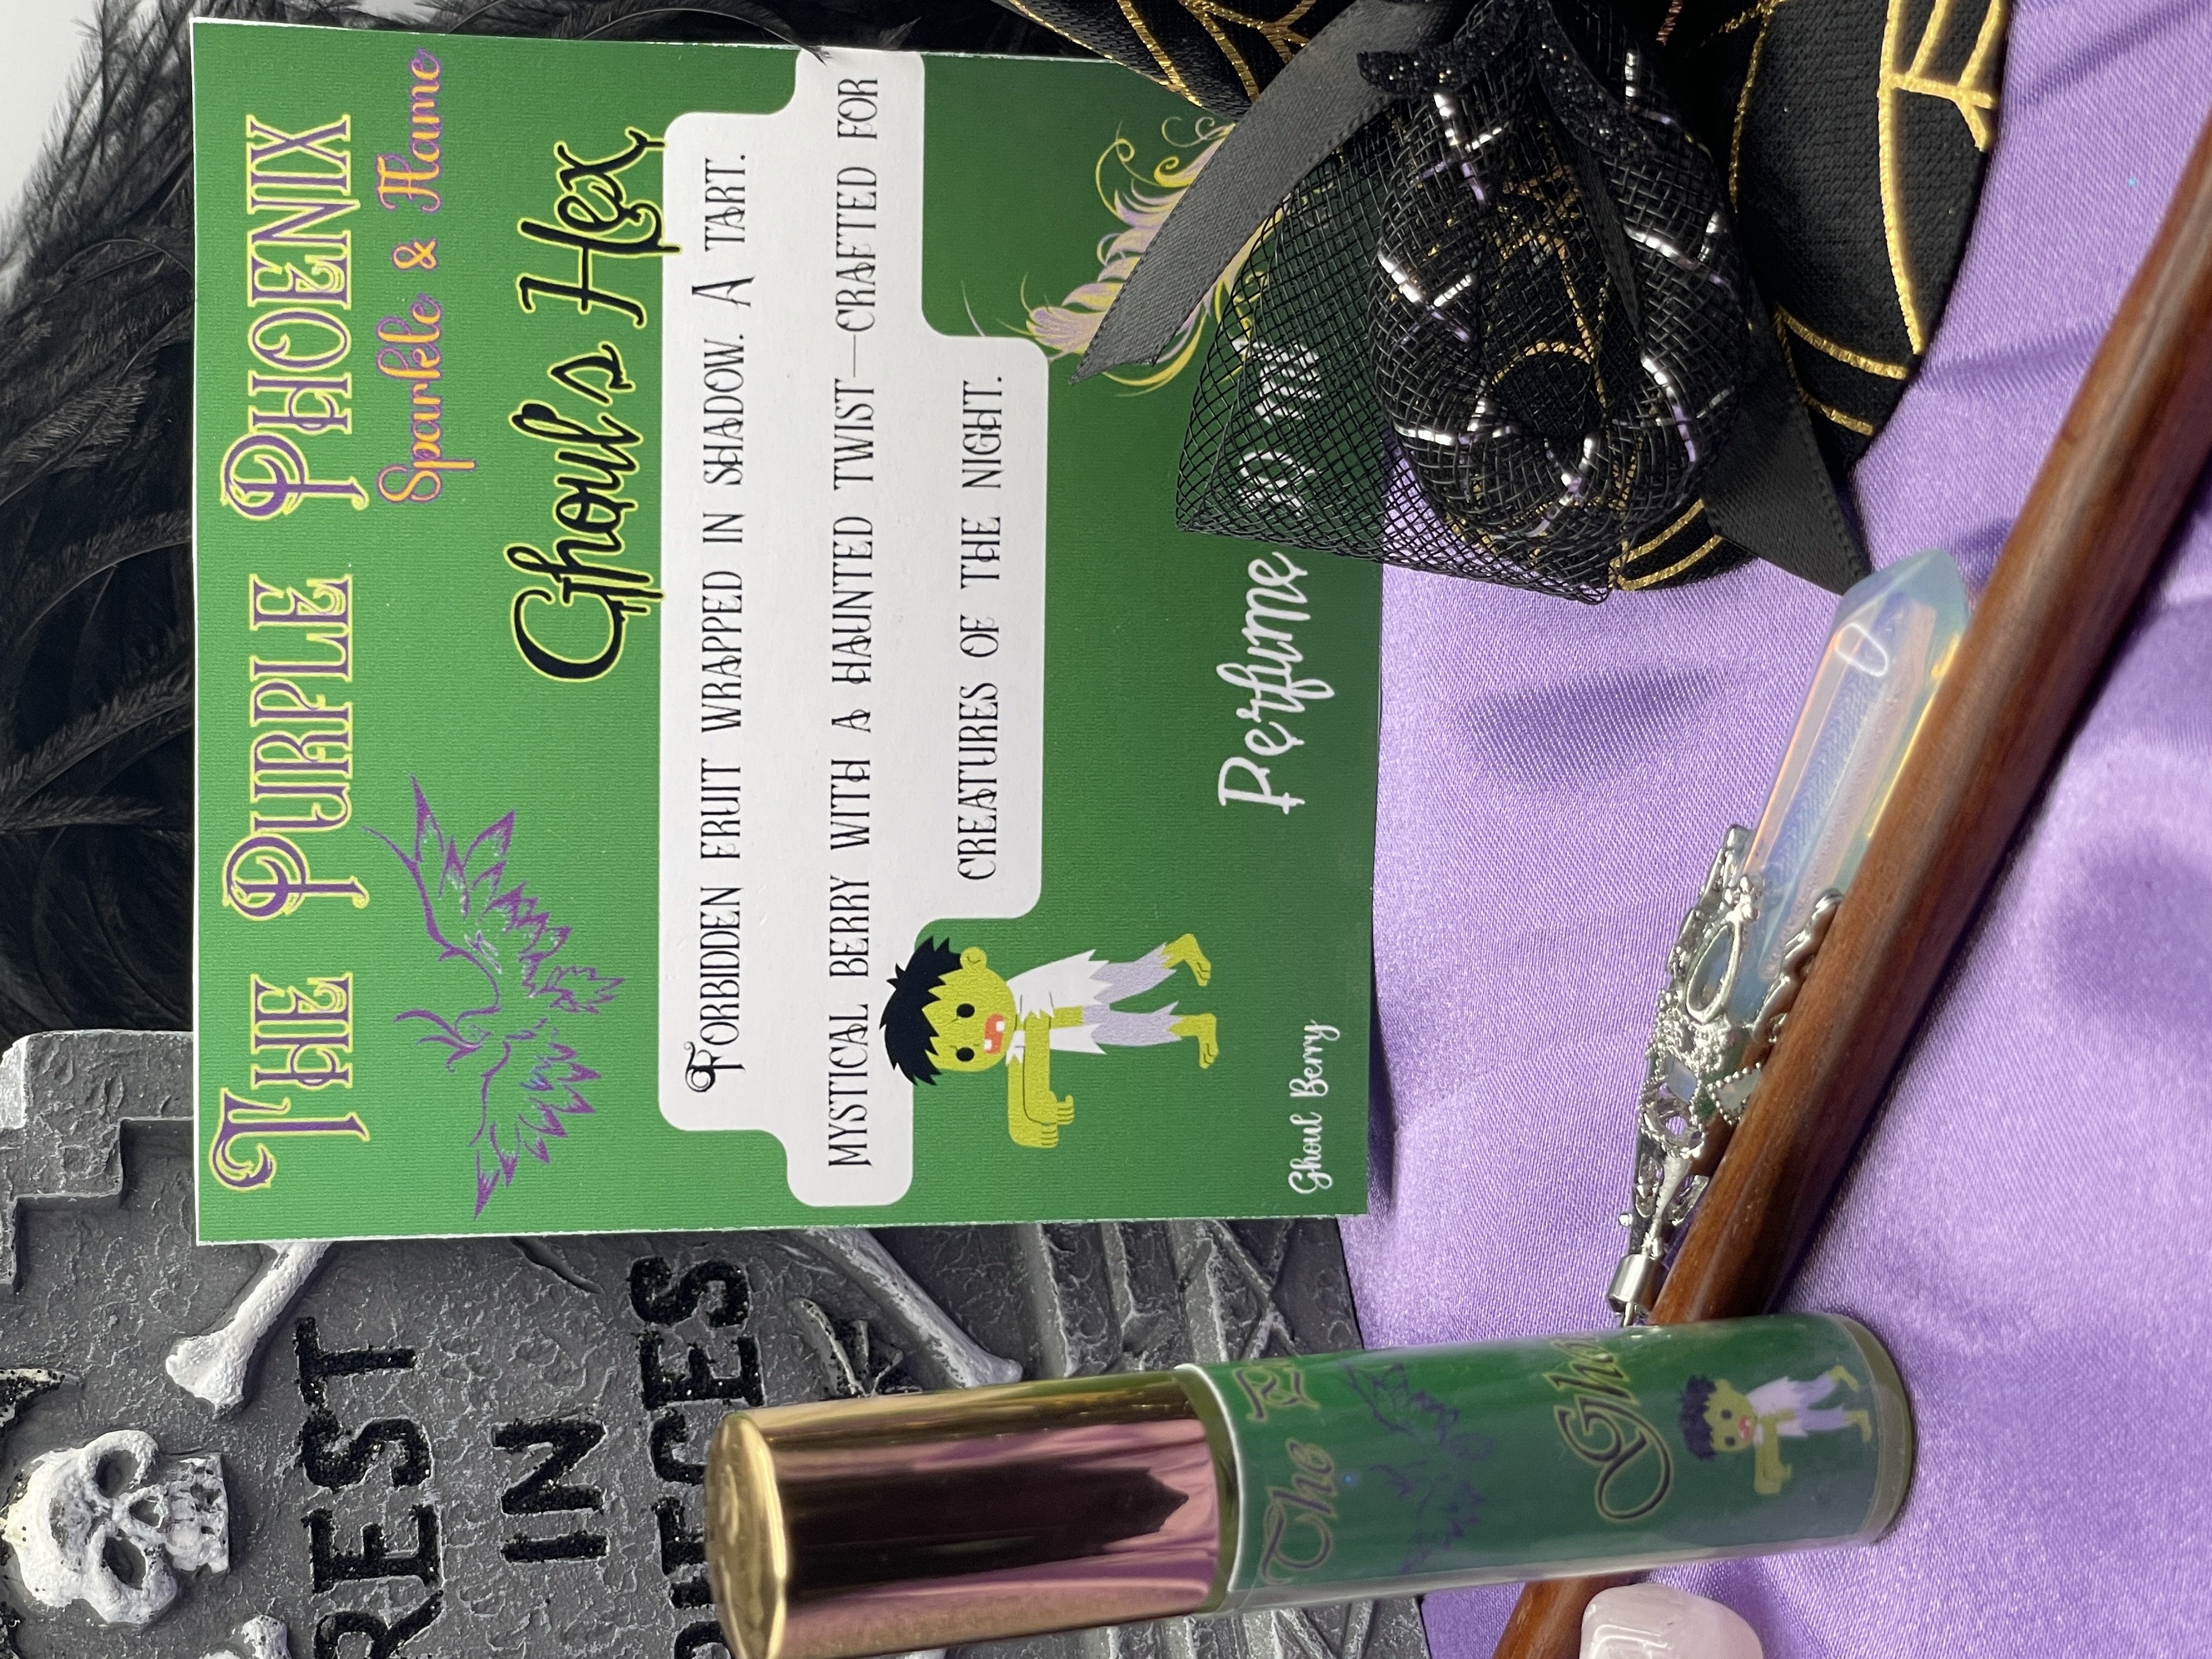 THE PURPLE PHOENIX
Sparkle & Flame
Ghoul's Hex
FORBIDDEN FRUIT WRAPPED IN SHADOW. A TART,
MYSTICAL BERRY WITH A HAUNTED TWIST—CRAFTED FOR
CREATURES OF THE NIGHT.
Perfume
Ghoul Berry
REST
IN
The